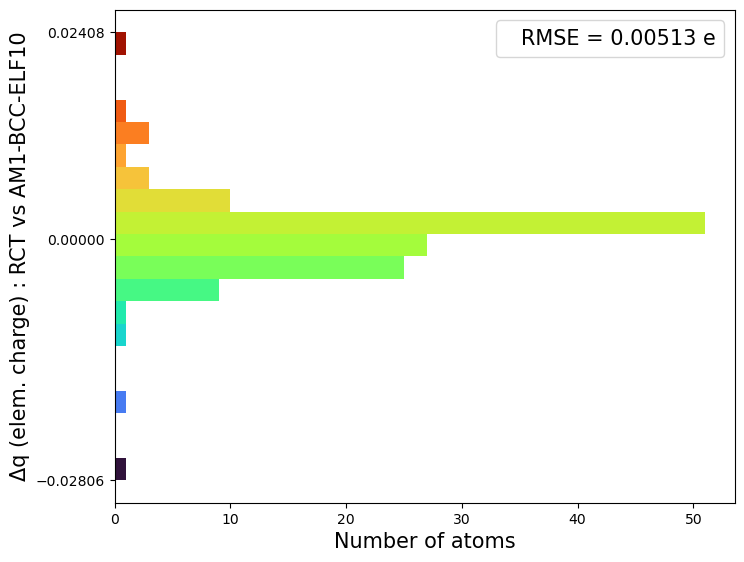 RMSE = 0.00513 e
Δq (elem. charge) : RCT vs AM1-BCC-ELF10
0.02408
0.00000
−0.02806
0 10 20 30 40 50
Number of atoms